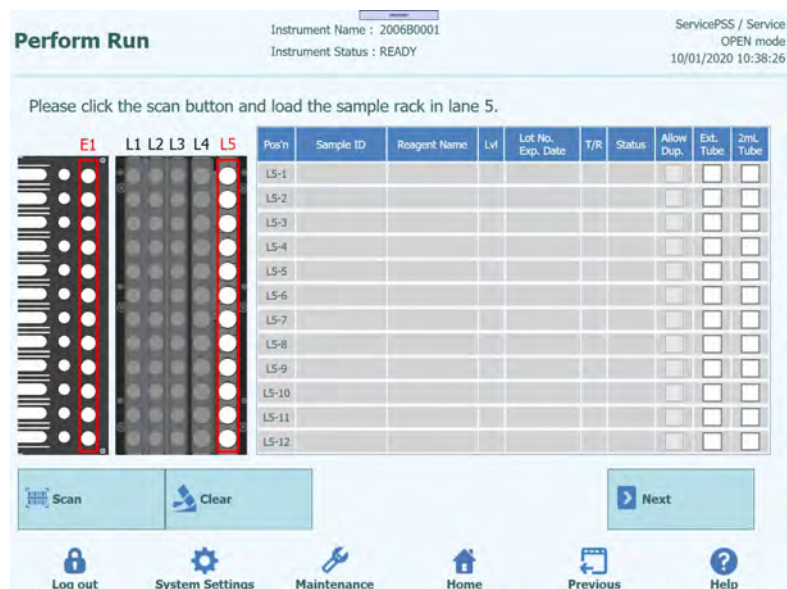 Perform Run
Instrument Name : 2006B0001
Instrument Status : READY
ServicePSS / Service
OPEN mode
10/01/2020 10:38:26
Please click the scan button and load the sample rack in lane 5.
E1 L1 L2 L3 L4 L5
Pos'n Sample ID Reagent Name Lvl Lot No. Exp. Date T/R Status Allow Dup. Ext. Tube 2mL Tube
L5-1
L5-2
L5-3
L5-4
L5-5
L5-6
L5-7
L5-8
L5-9
L5-10
L5-11
L5-12
Scan Clear Next
Log out System Settings Maintenance Home Previous Help